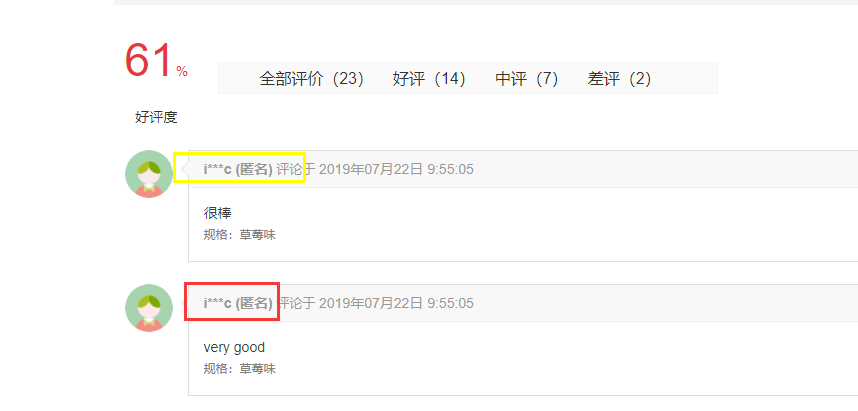 61%
全部评价（23） 好评（14） 中评（7） 差评（2）
好评度
i***c (匿名) 评论于 2019年07月22日 9:55:05
很棒
规格：草莓味
i***c (匿名) 评论于 2019年07月22日 9:55:05
very good
规格：草莓味